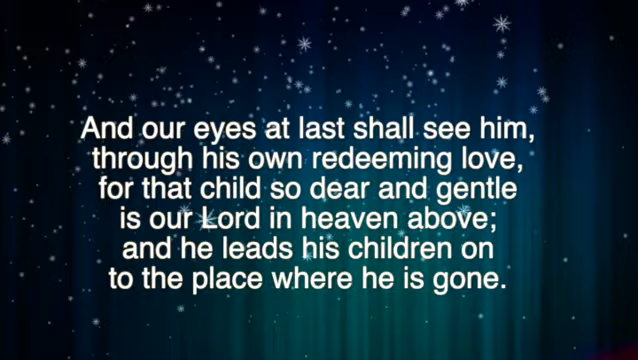 And our eyes at last shall see him,
through his own redeeming love,
for that child so dear and gentle
is our Lord in heaven above;
and he leads his children on
to the place where he is gone.